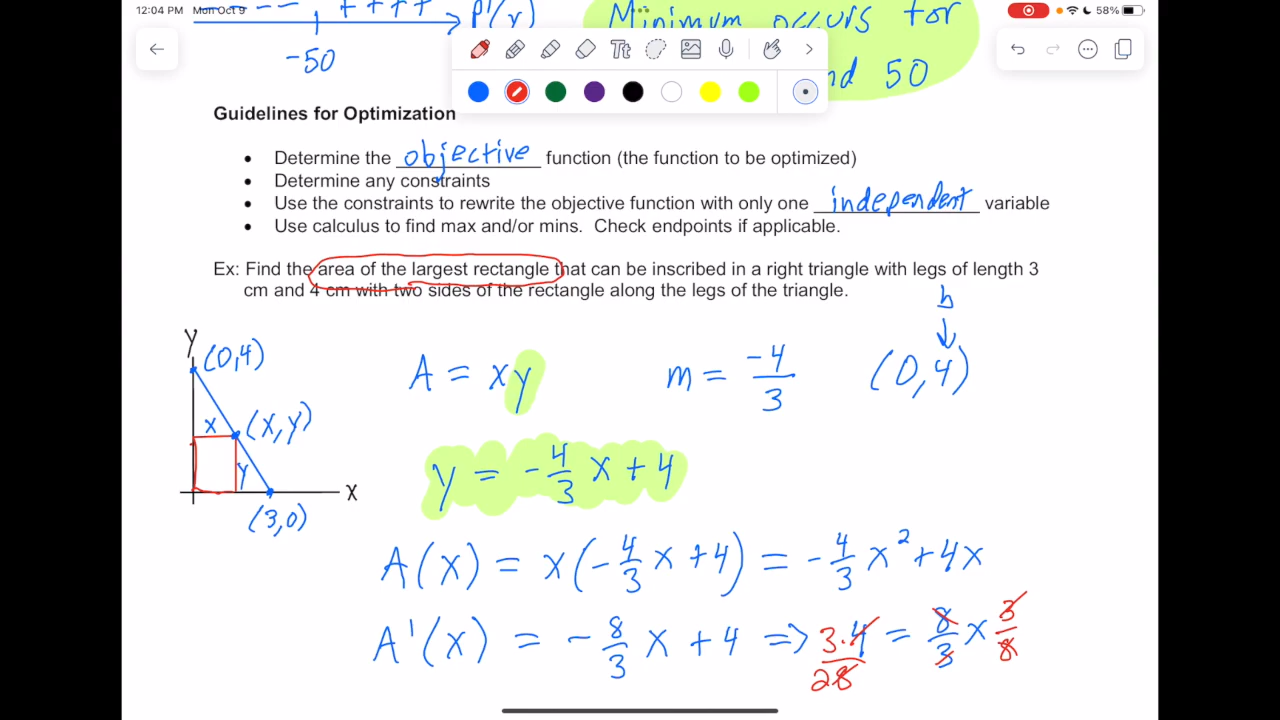 12:04 PM Mon Oct 9
58%
- - - + + + + P'(r)
-50
Minimum occurs for
nd 50
Tt
Guidelines for Optimization
• Determine the objective function (the function to be optimized)
• Determine any constraints
• Use the constraints to rewrite the objective function with only one independent variable
• Use calculus to find max and/or mins. Check endpoints if applicable.
Ex: Find the area of the largest rectangle that can be inscribed in a right triangle with legs of length 3
cm and 4 cm with two sides of the rectangle along the legs of the triangle.
b
y
(0,4)
x
(x,y)
y
x
(3,0)
A = xy
m = -4/3
(0,4)
y = -4/3 x + 4
A(x) = x(-4/3 x + 4) = -4/3 x² + 4x
A'(x) = -8/3 x + 4 => 3·4/28 = 8/3 x 3/8